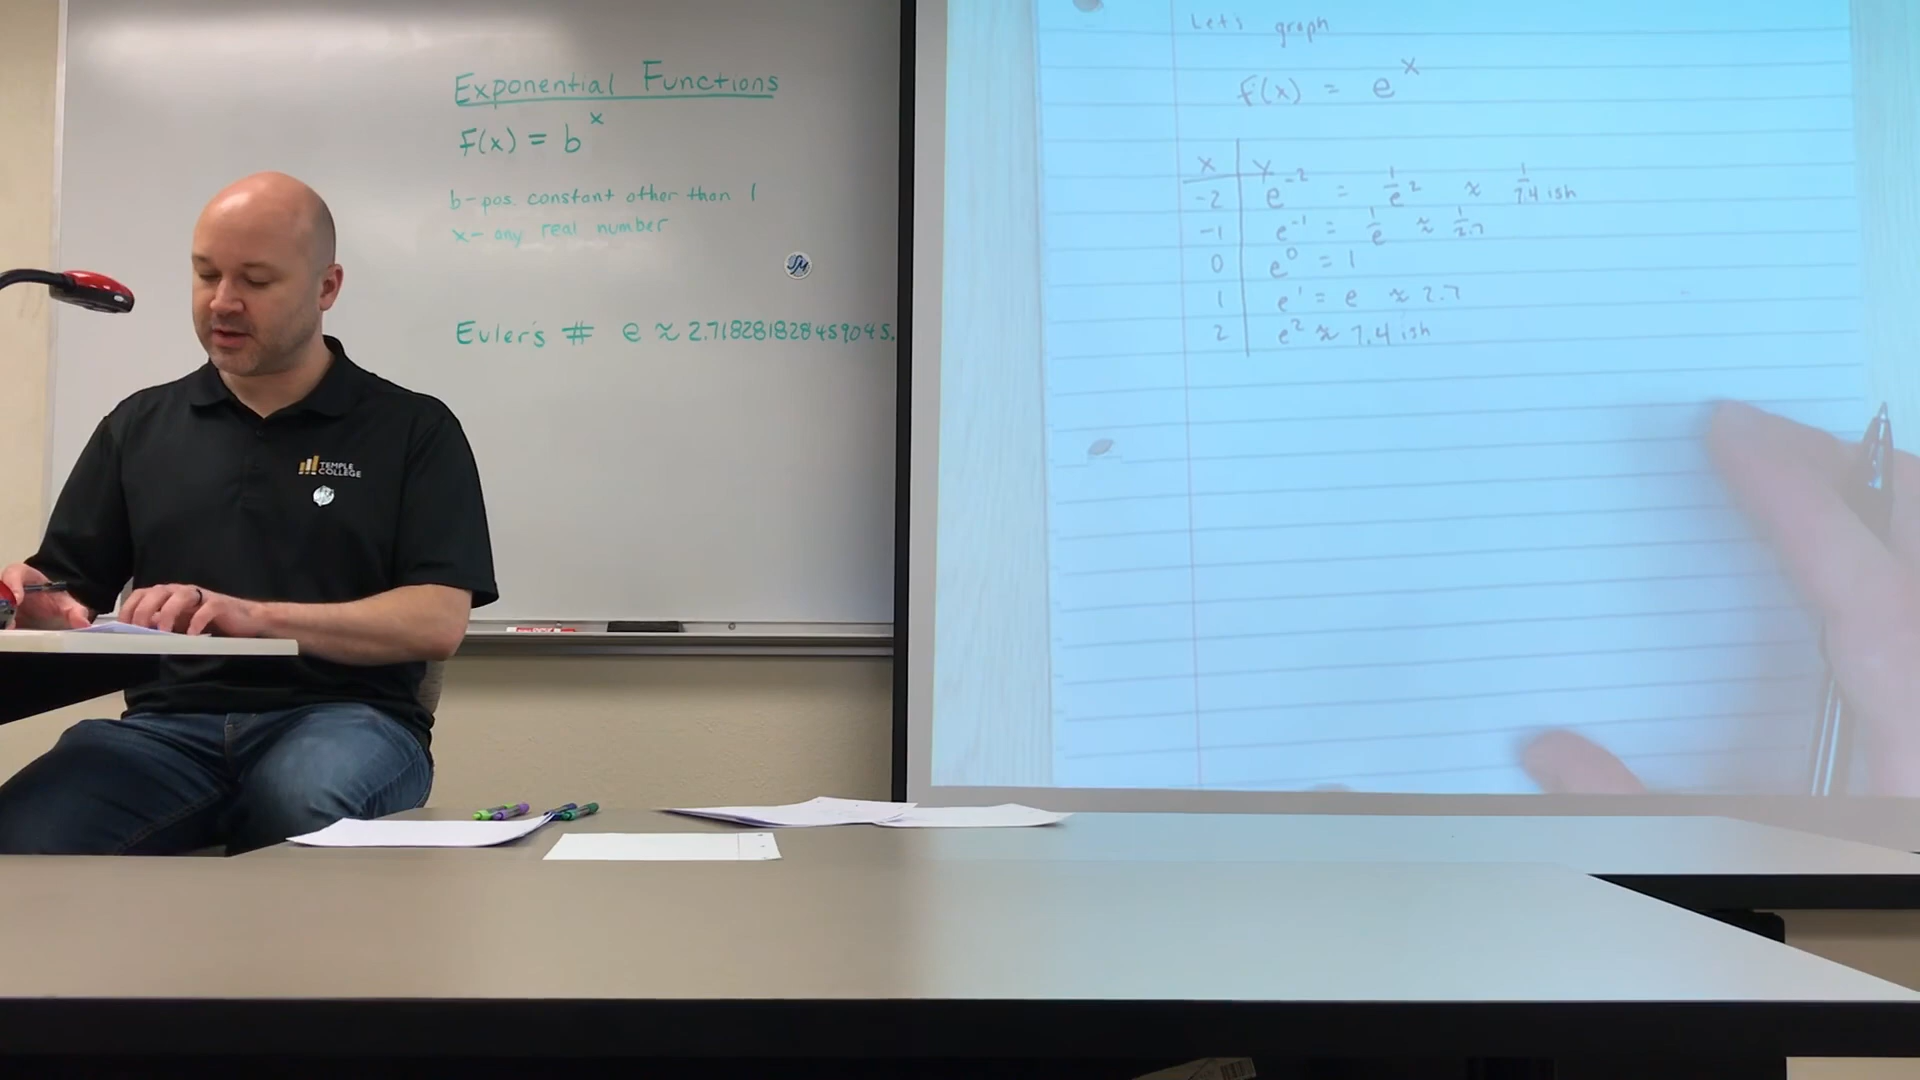 Exponential Functions
F(x) = b^x
b - pos. constant other than 1
x - any real number
Euler's # e ≈ 2.718281828459045.
TEMPLE
COLLEGE
Let's graph
f(x) = e^x
x | y
-2 | e^-2 = 1/e^2 ≈ 1/7.4 ish
-1 | e^-1 = 1/e ≈ 1/2.7
0 | e^0 = 1
1 | e^1 = e ≈ 2.7
2 | e^2 ≈ 7.4 ish